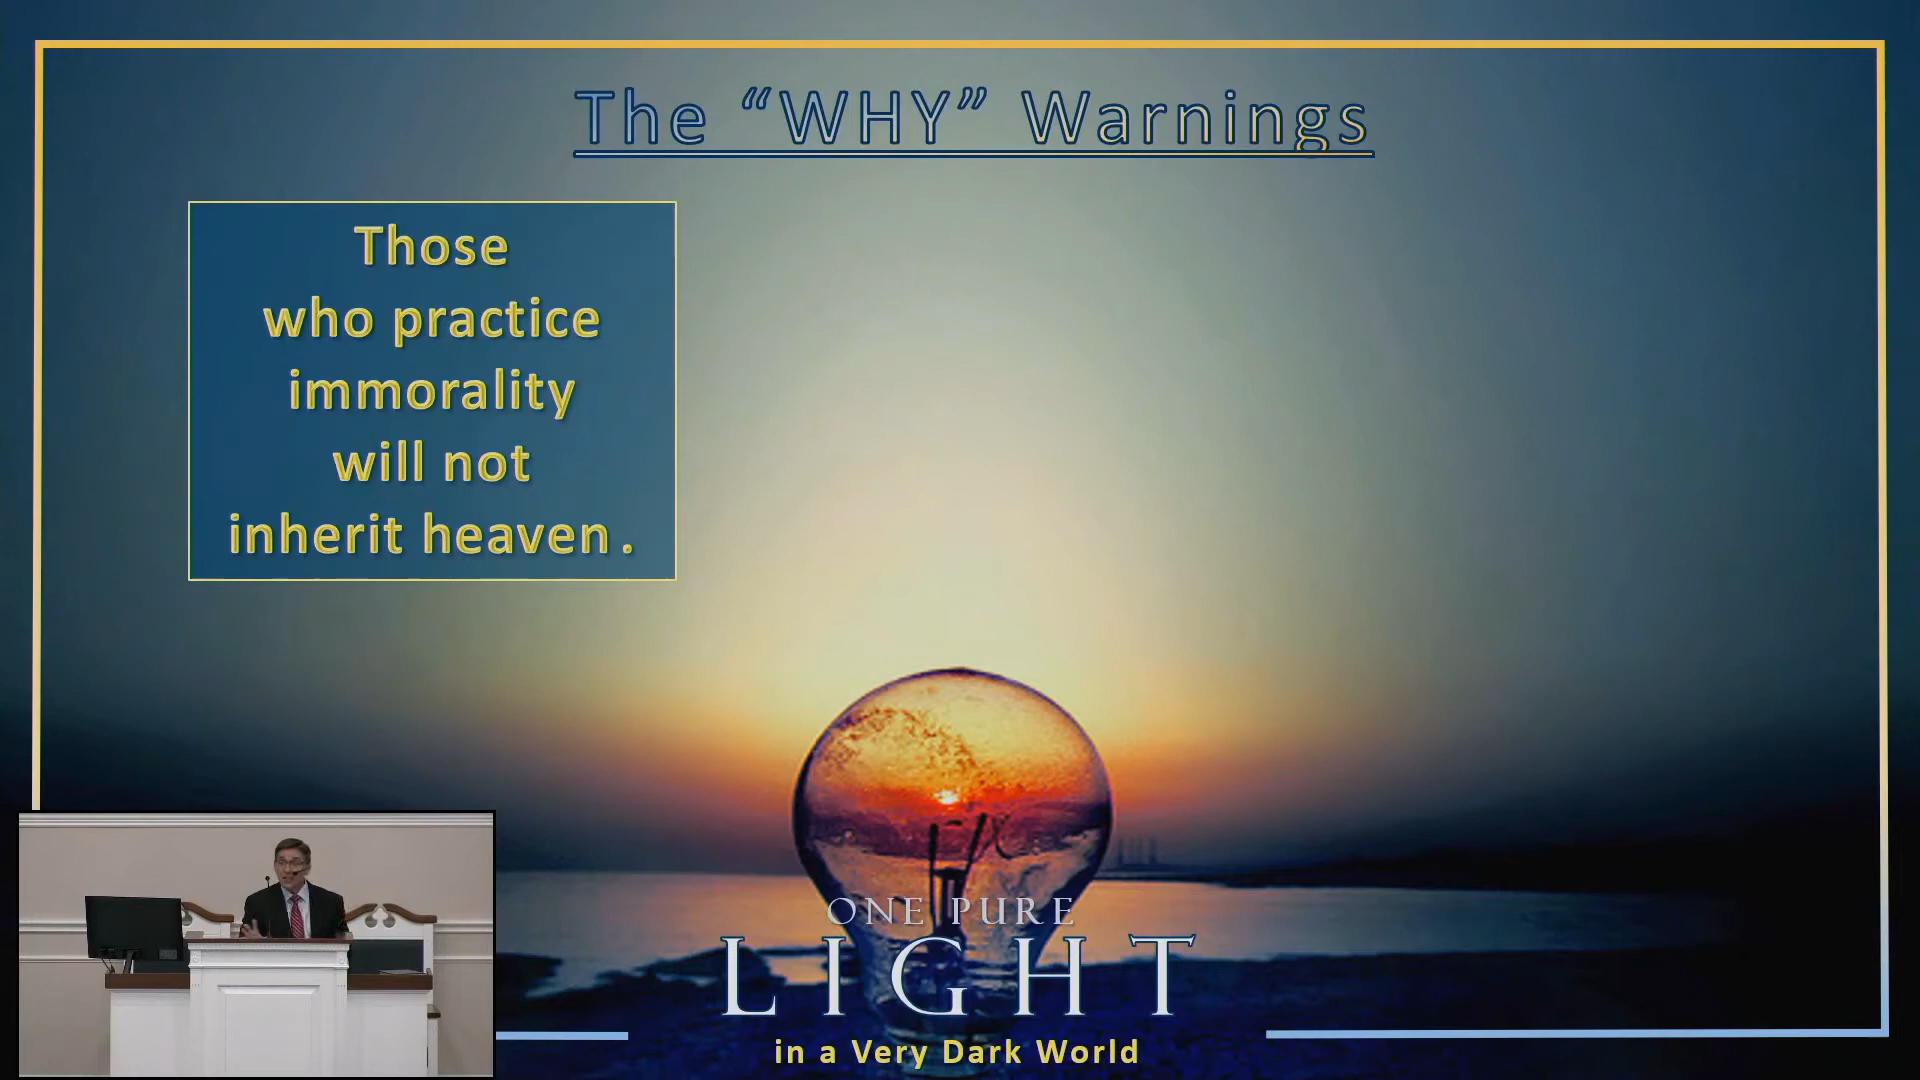 The “WHY” Warnings
Those
who practice
immorality
will not
inherit heaven .
ONE PURE
LIGHT
in a Very Dark World